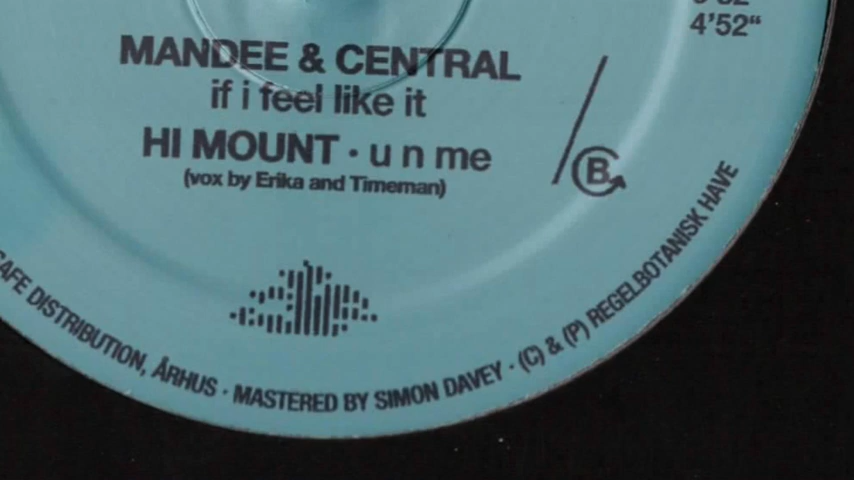 4’52“
MANDEE & CENTRAL
if i feel like it
HI MOUNT · u n me
(vox by Erika and Timeman)
B
DISTRIBUTION, ÅRHUS · MASTERED BY SIMON DAVEY · (C) & (P) REGELBOTANISK HAVE